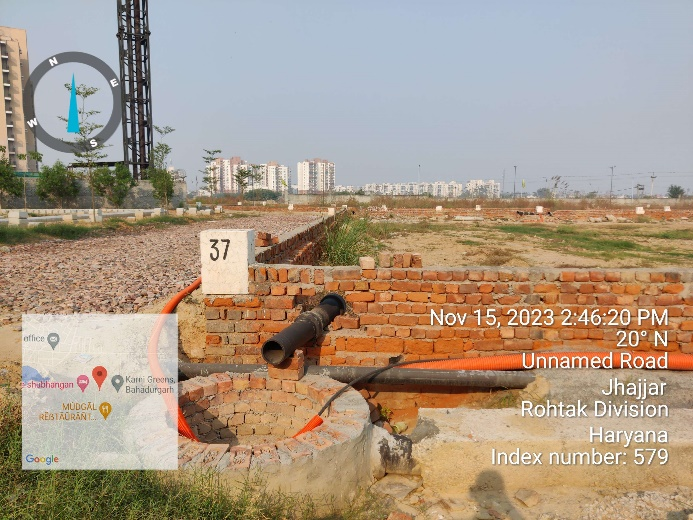 N
E
W
S
37
office
e shubhangan
Karni Greens,
Bahadurgarh
MUDGAL
RESTAURANT...
Google
Nov 15, 2023 2:46:20 PM
20° N
Unnamed Road
Jhajjar
Rohtak Division
Haryana
Index number: 579